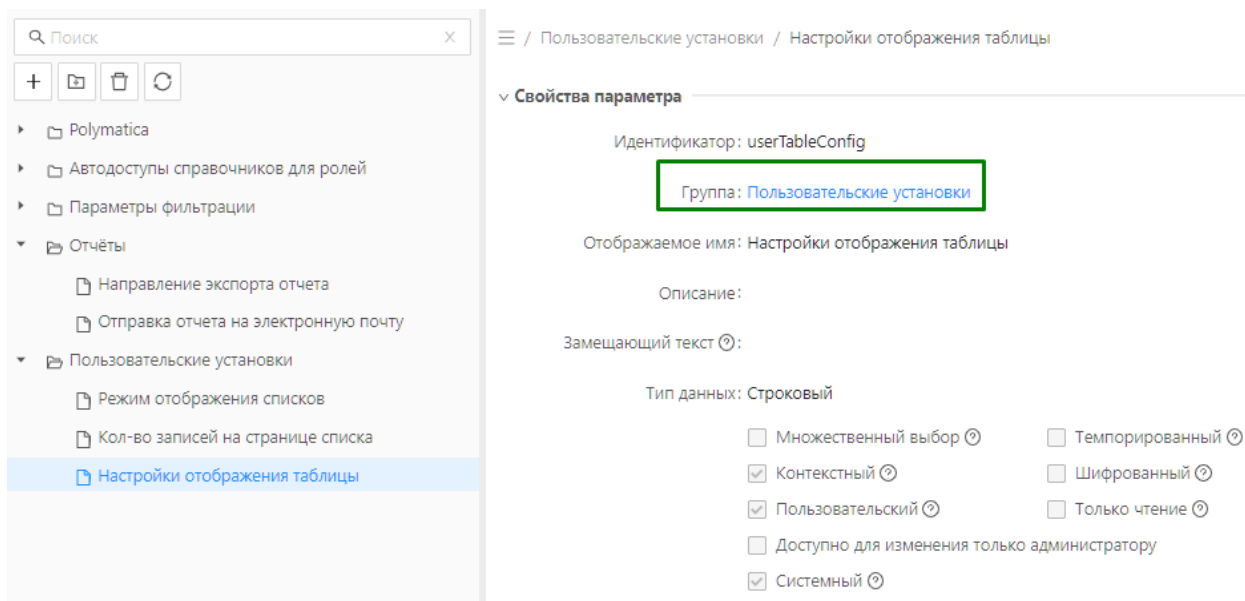 Поиск
Polymatica
Автодоступы справочников для ролей
Параметры фильтрации
Отчёты
Направление экспорта отчета
Отправка отчета на электронную почту
Пользовательские установки
Режим отображения списков
Кол-во записей на странице списка
Настройки отображения таблицы
/ Пользовательские установки / Настройки отображения таблицы
Свойства параметра
Идентификатор: userTableConfig
Группа: Пользовательские установки
Отображаемое имя: Настройки отображения таблицы
Описание:
Замещающий текст ?:
Тип данных: Строковый
Множественный выбор ? Темпорированный ?
Контекстный ? Шифрованный ?
Пользовательский ? Только чтение ?
Доступно для изменения только администратору
Системный ?